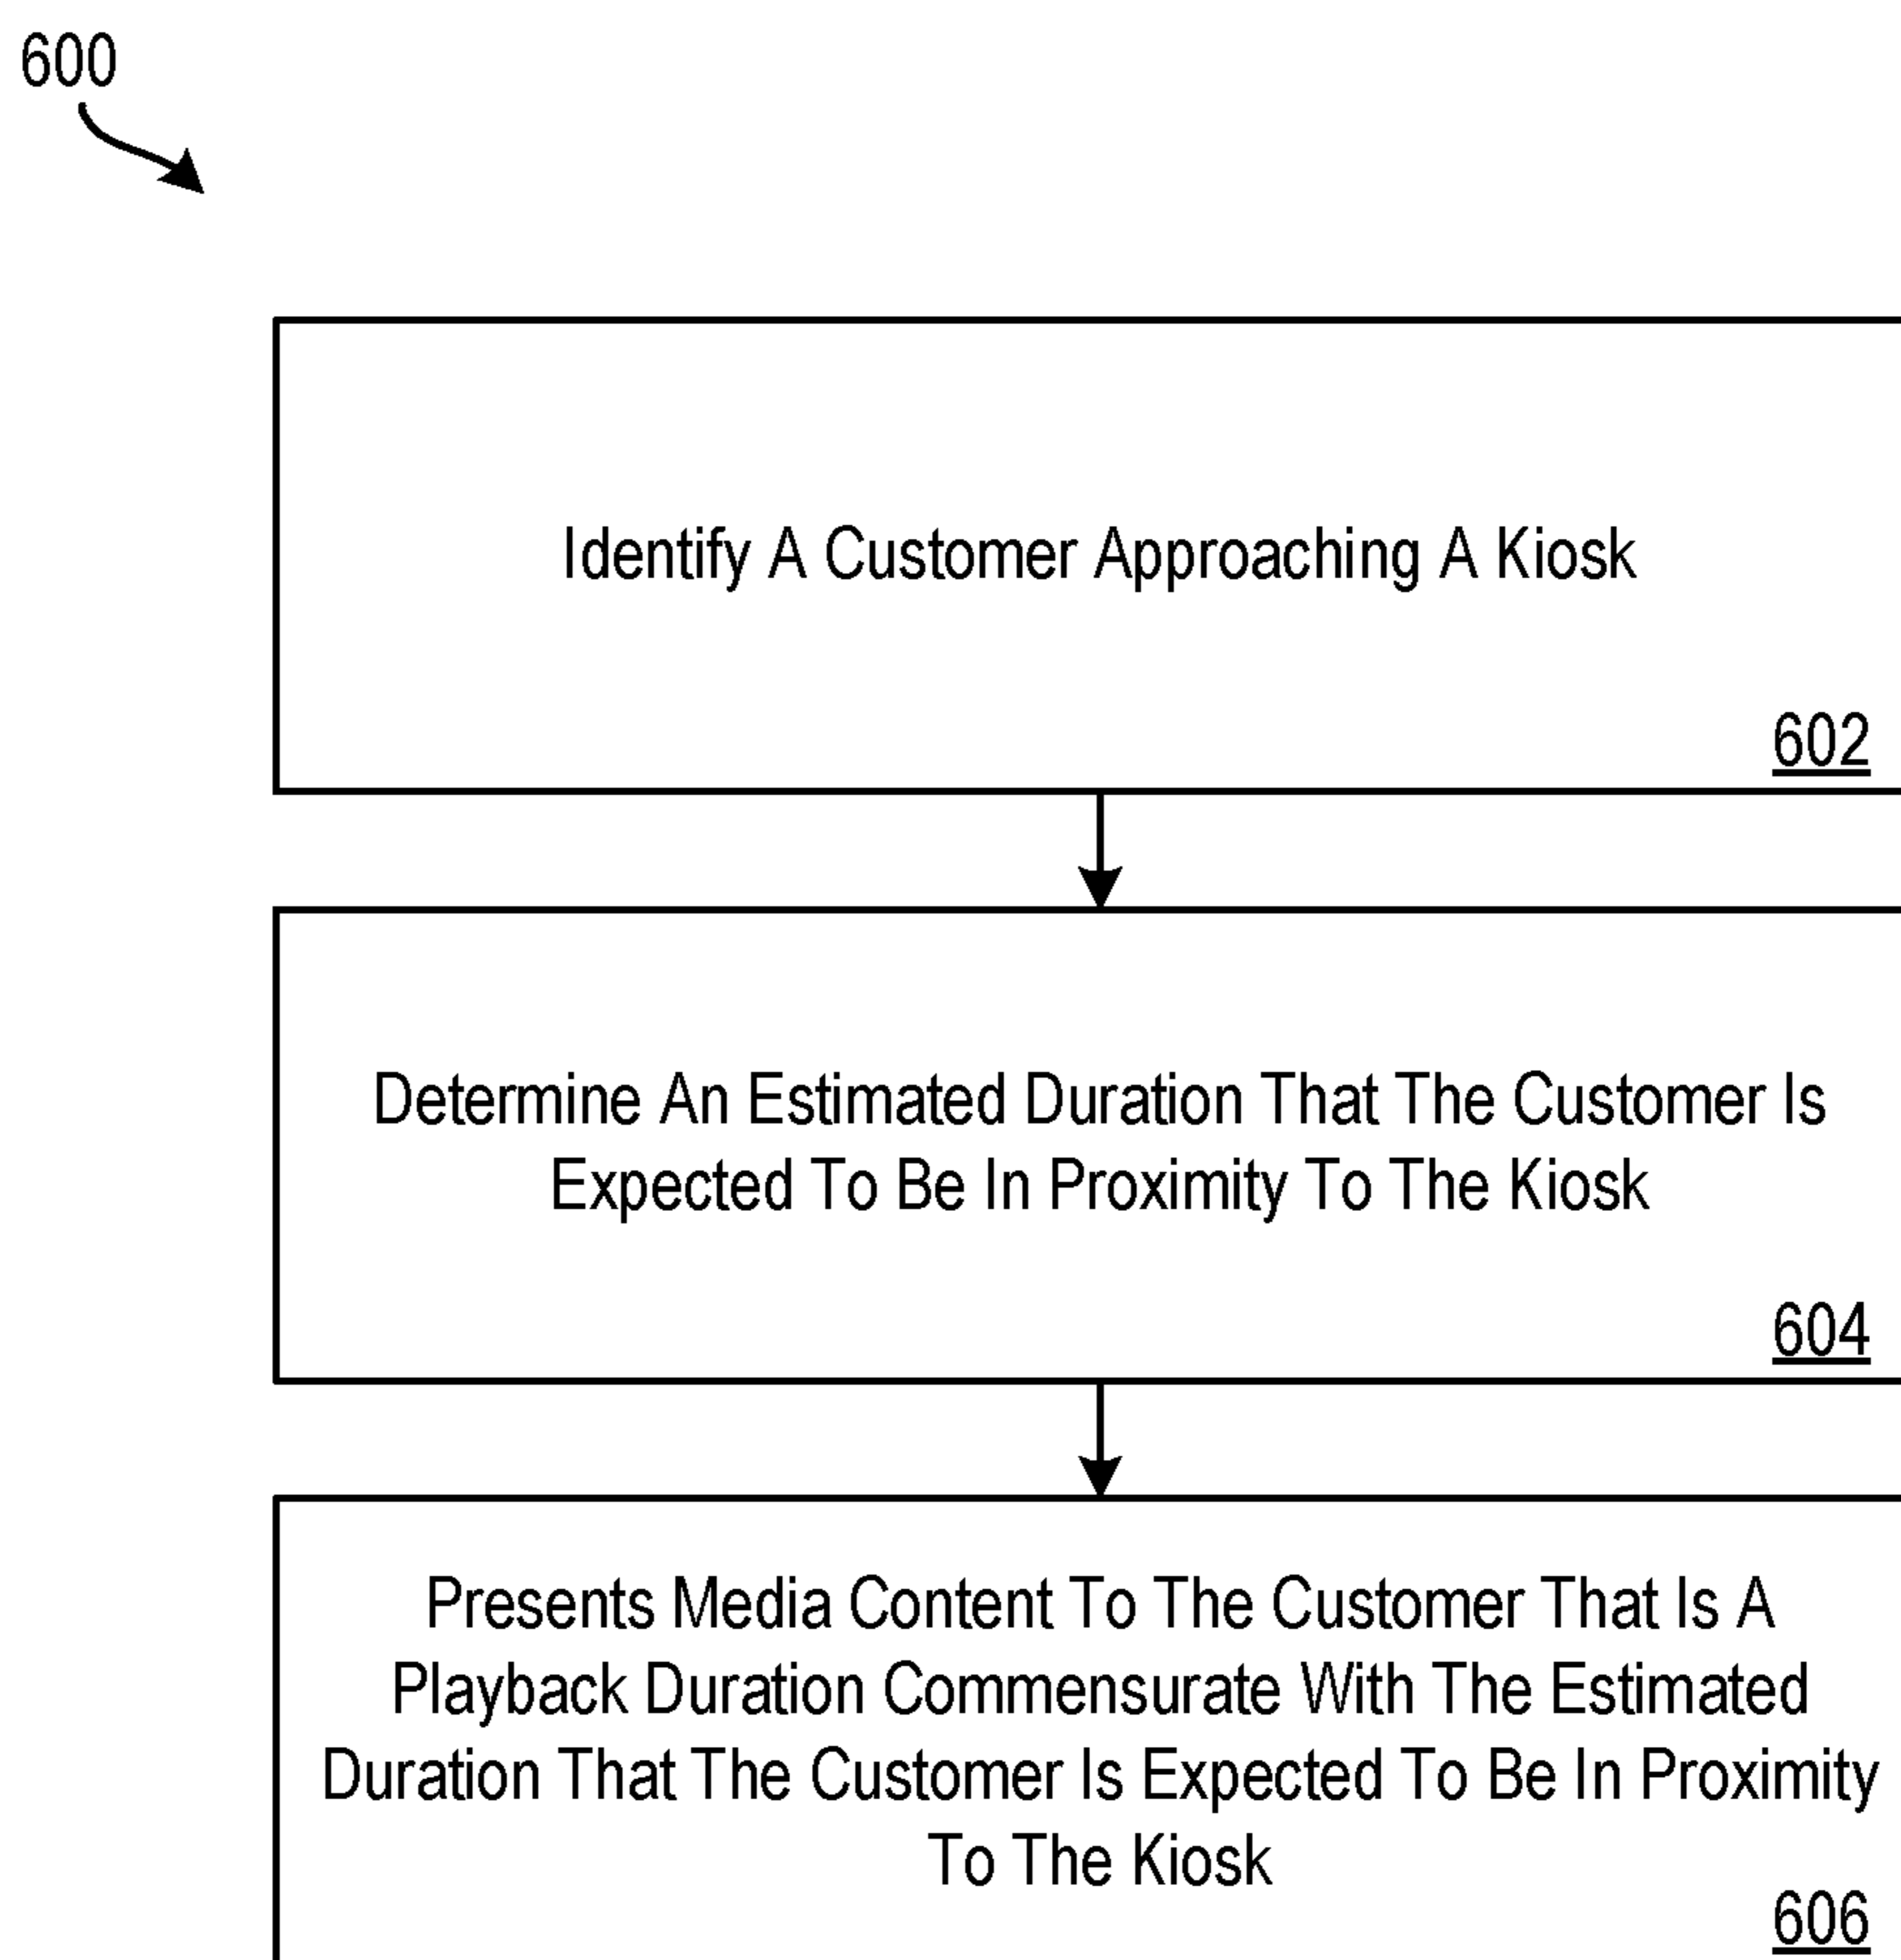 600
Identify A Customer Approaching A Kiosk
602
Determine An Estimated Duration That The Customer Is
Expected To Be In Proximity To The Kiosk
604
Presents Media Content To The Customer That Is A
Playback Duration Commensurate With The Estimated
Duration That The Customer Is Expected To Be In Proximity
To The Kiosk
606